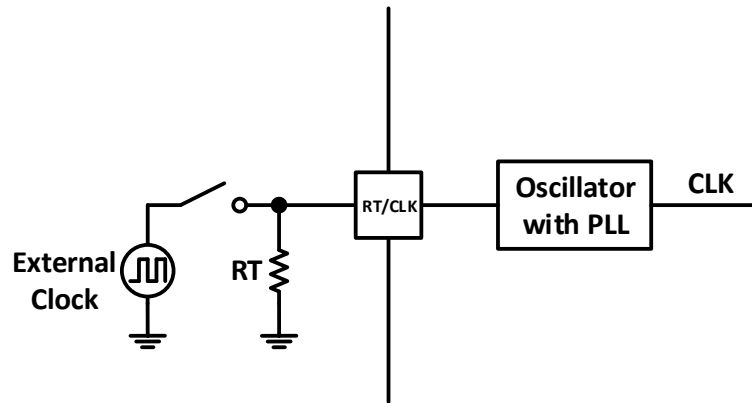 RT/CLK
Oscillator
with PLL
CLK
External
Clock
RT